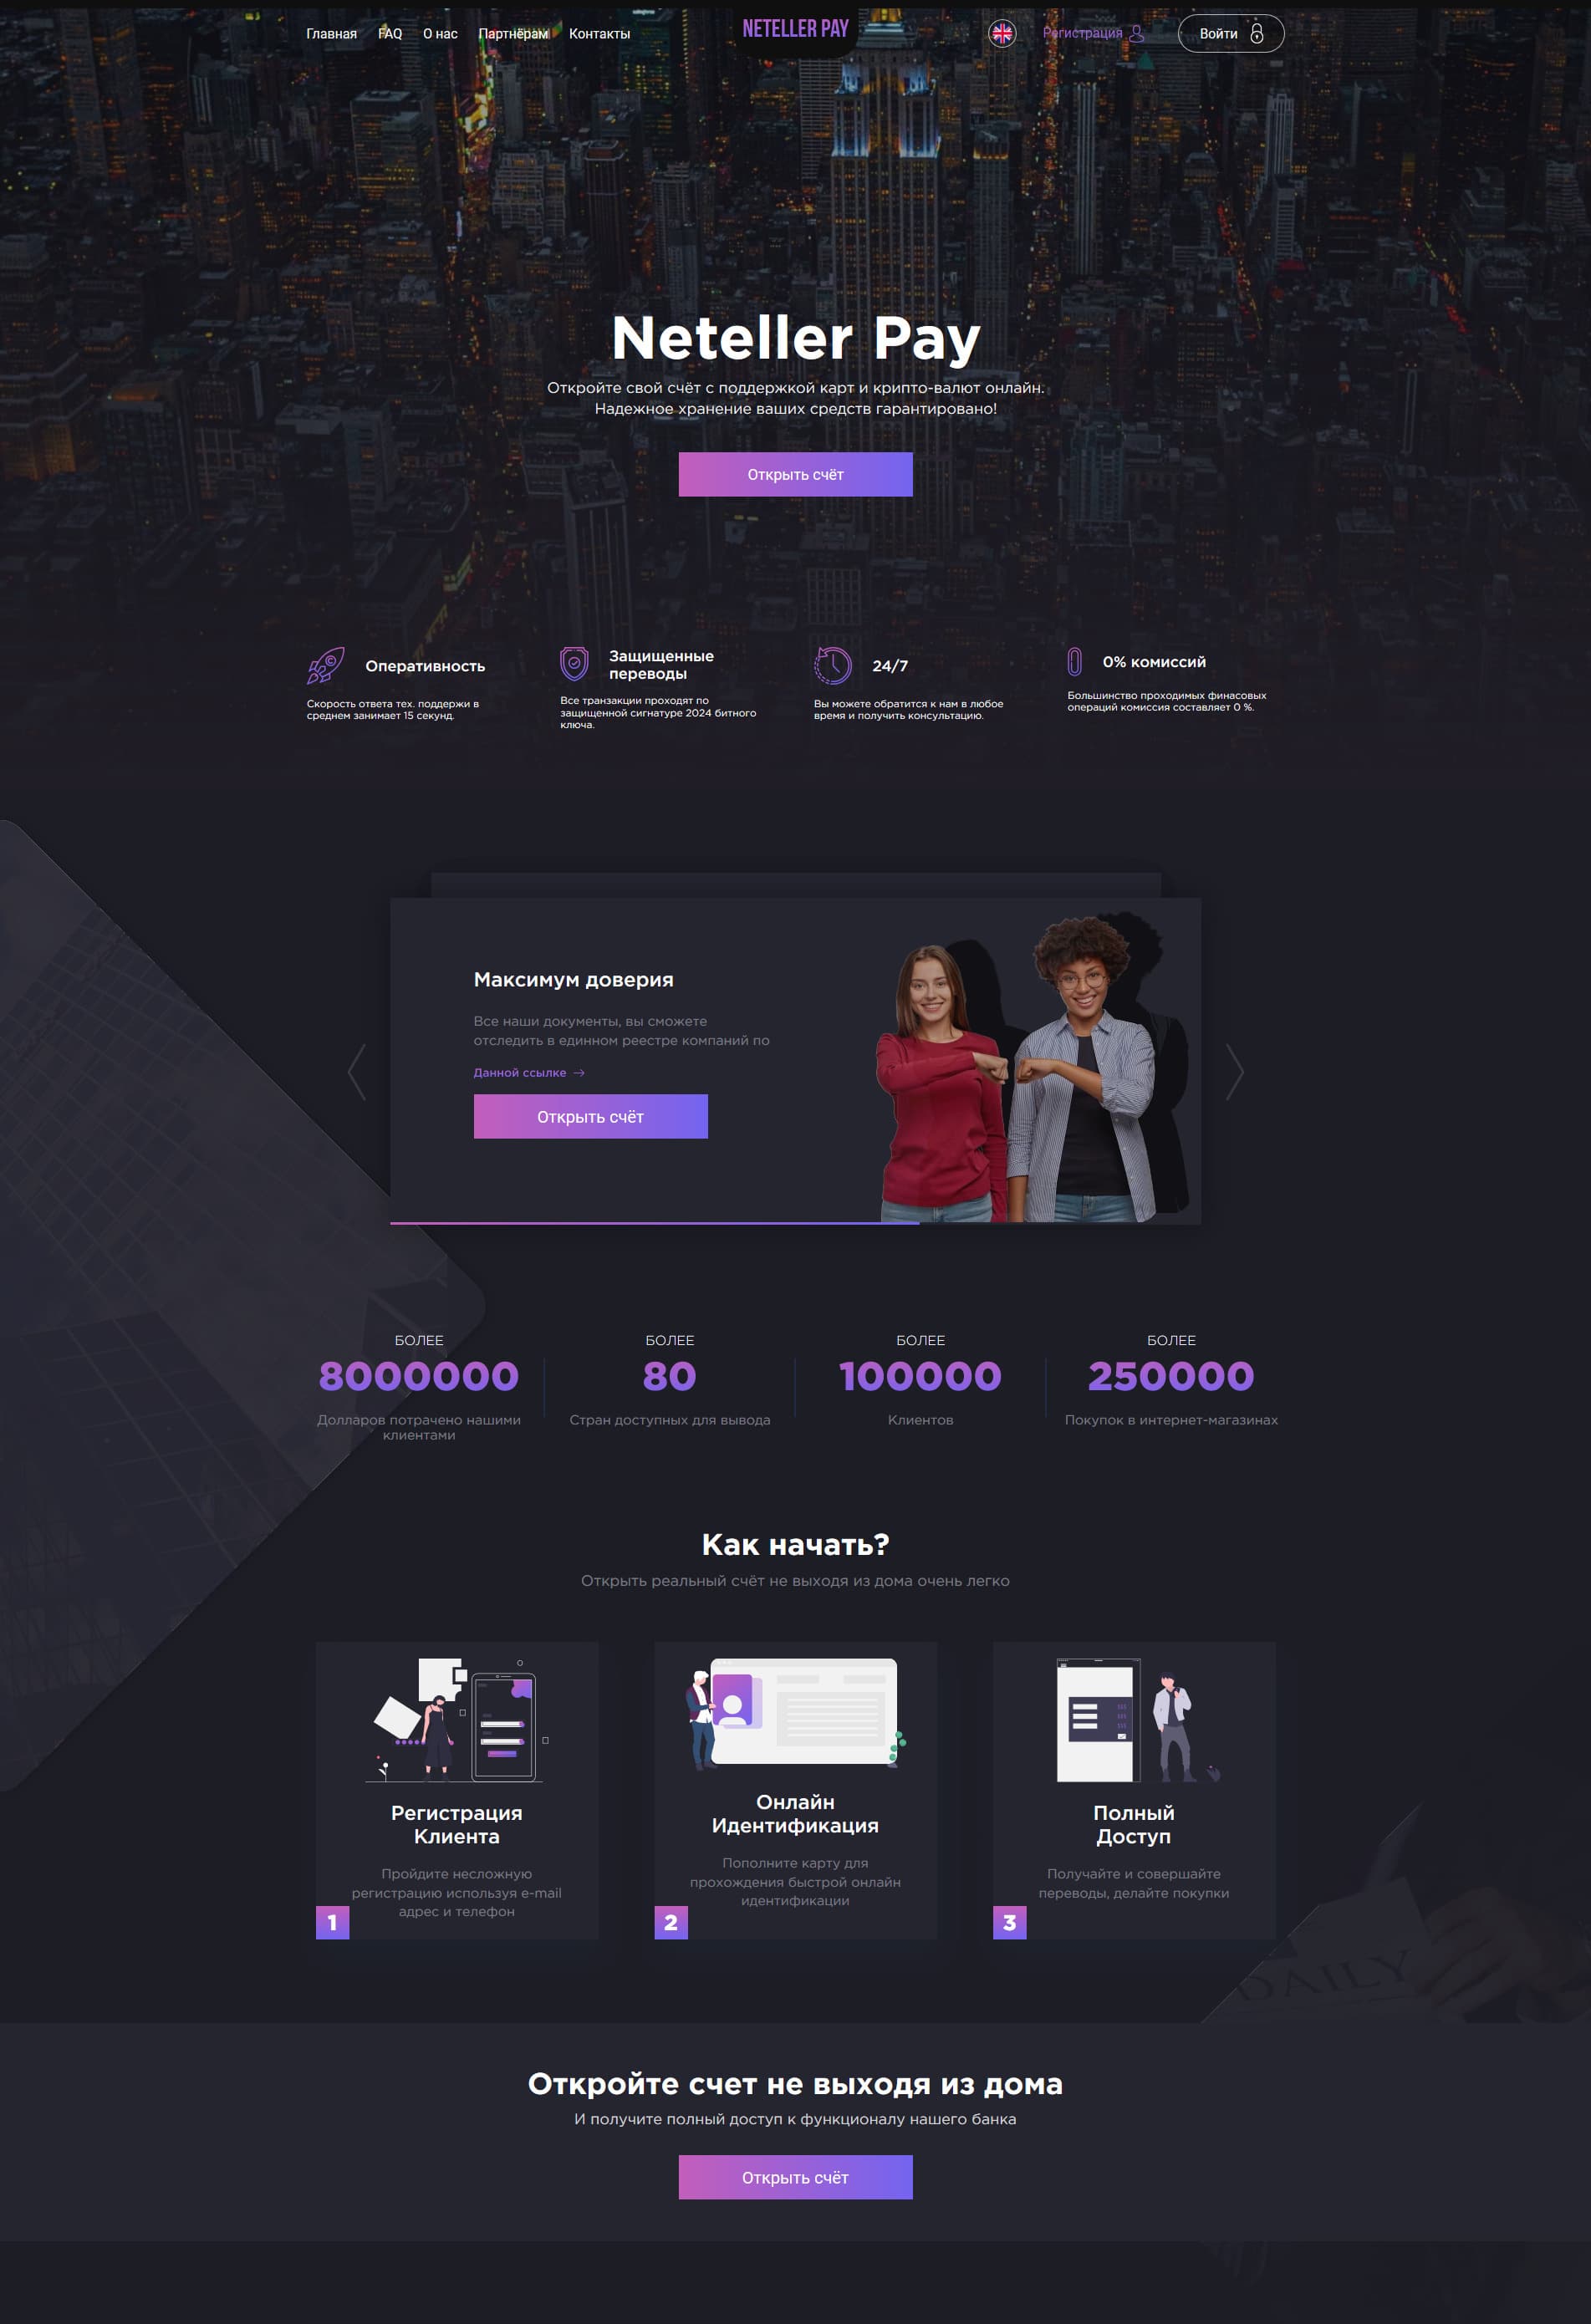 Главная FAQ О нас Партнёрам Контакты NETELLER PAY Регистрация Войти
Neteller Pay
Откройте свой счёт с поддержкой карт и крипто-валют онлайн.
Надежное хранение ваших средств гарантировано!
Открыть счёт
Оперативность
Скорость ответа тех. поддержи в
среднем занимает 15 секунд.
Защищенные
переводы
Все транзакции проходят по
защищенной сигнатуре 2024 битного
ключа.
24/7
Вы можете обратится к нам в любое
время и получить консультацию.
0% комиссий
Большинство проходимых финасовых
операций комиссия составляет 0 %.
Максимум доверия
Все наши документы, вы сможете
отследить в единном реестре компаний по
Данной ссылке →
Открыть счёт
БОЛЕЕ
8000000
Долларов потрачено нашими
клиентами
БОЛЕЕ
80
Стран доступных для вывода
БОЛЕЕ
100000
Клиентов
БОЛЕЕ
250000
Покупок в интернет-магазинах
Как начать?
Открыть реальный счёт не выходя из дома очень легко
Регистрация
Клиента
Пройдите несложную
регистрацию используя e-mail
адрес и телефон
1
Онлайн
Идентификация
Пополните карту для
прохождения быстрой онлайн
идентификации
2
Полный
Доступ
Получайте и совершайте
переводы, делайте покупки
3
DAILY
Откройте счет не выходя из дома
И получите полный доступ к функционалу нашего банка
Открыть счёт